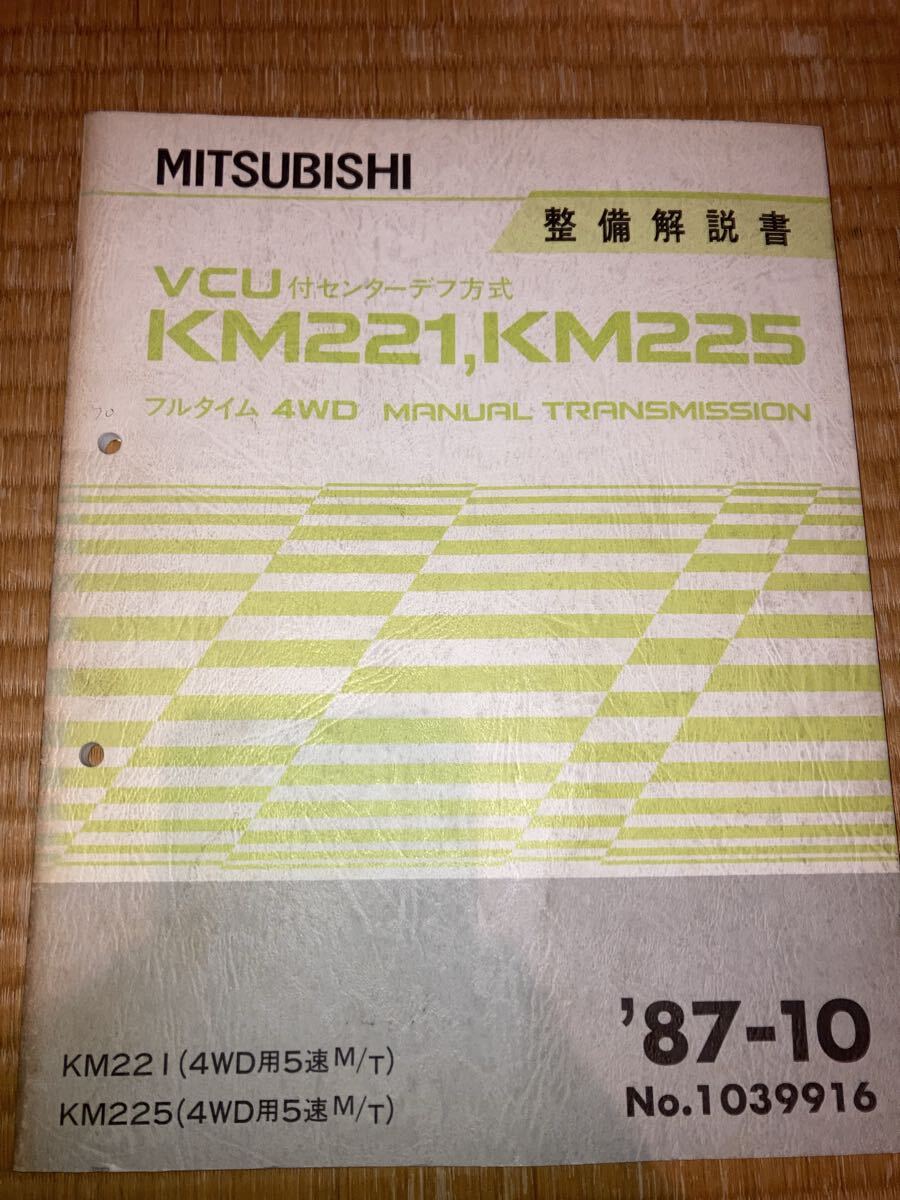 MITSUBISHI
整備解説書
VCU付センターデフ方式
KM221,KM225
フルタイム 4WD MANUAL TRANSMISSION
'87-10
No.1039916
KM221(4WD用5速M/T)
KM225(4WD用5速M/T)